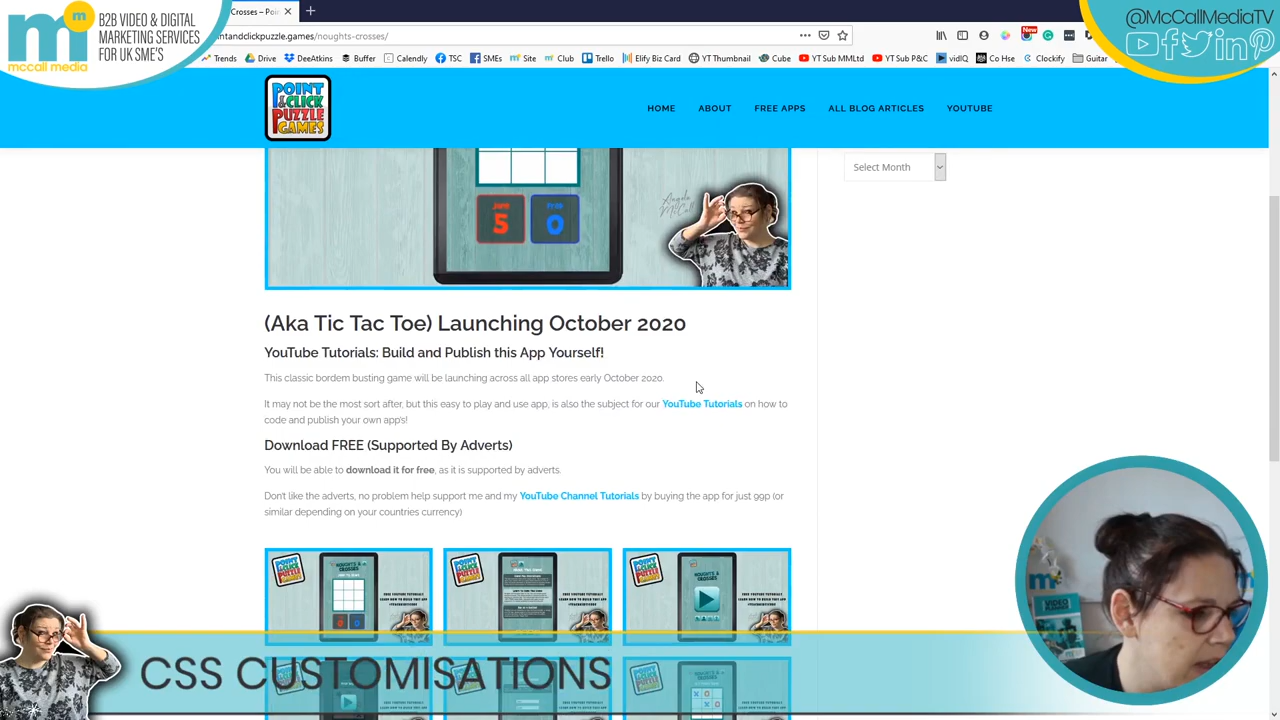 m
mccall media
B2B VIDEO & DIGITAL
MARKETING SERVICES
FOR UK SME'S
Crosses – Poi
@McCallMediaTV
intandclickpuzzle.games/noughts-crosses/
Trends Drive DeeAtkins Buffer Calendly TSC SMEs Site Club Trello Elify Biz Card YT Thumbnail Cube YT Sub MMLtd YT Sub P&C vidIQ Co Hse Clockify Guitar
New
POINT
& CLICK
PUZZLE
GAMES
HOME ABOUT FREE APPS ALL BLOG ARTICLES YOUTUBE
Select Month
Angela
McCall
5 0
(Aka Tic Tac Toe) Launching October 2020
YouTube Tutorials: Build and Publish this App Yourself!
This classic bordem busting game will be launching across all app stores early October 2020.
It may not be the most sort after, but this easy to play and use app, is also the subject for our YouTube Tutorials on how to
code and publish your own app's!
Download FREE (Supported By Adverts)
You will be able to download it for free, as it is supported by adverts.
Don't like the adverts, no problem help support me and my YouTube Channel Tutorials by buying the app for just 99p (or
similar depending on your countries currency)
CSS CUSTOMISATIONS